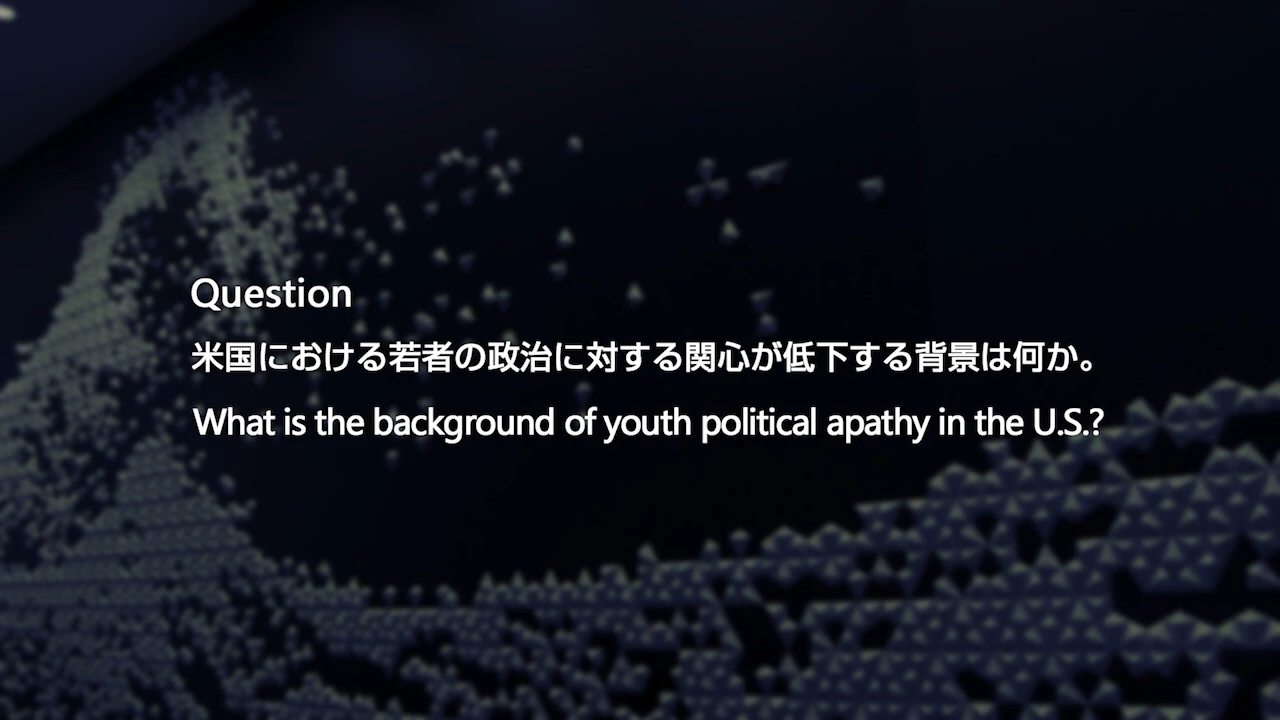 Question
米国における若者の政治に対する関心が低下する背景は何か。
What is the background of youth political apathy in the U.S.?